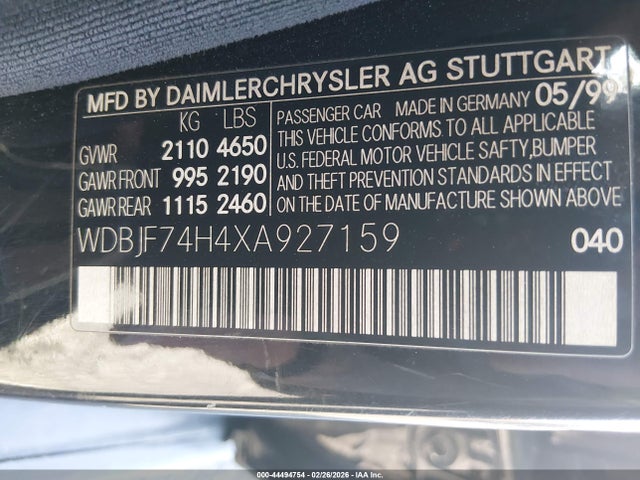 MFD BY DAIMLERCHRYSLER AG STUTTGART
KG LBS
GVWR 2110 4650
GAWR FRONT 995 2190
GAWR REAR 1115 2460
PASSENGER CAR MADE IN GERMANY 05/99
THIS VEHICLE CONFORMS TO ALL APPLICABLE
U.S. FEDERAL MOTOR VEHICLE SAFTY,BUMPER
AND THEFT PREVENTION STANDARDS IN EFFECT
ON THE DATE OF MANUFACTURE SHOWN ABOVE
WDBJF74H4XA927159 040
000-44494754 | 02/26/2026 | © IAA, Inc.